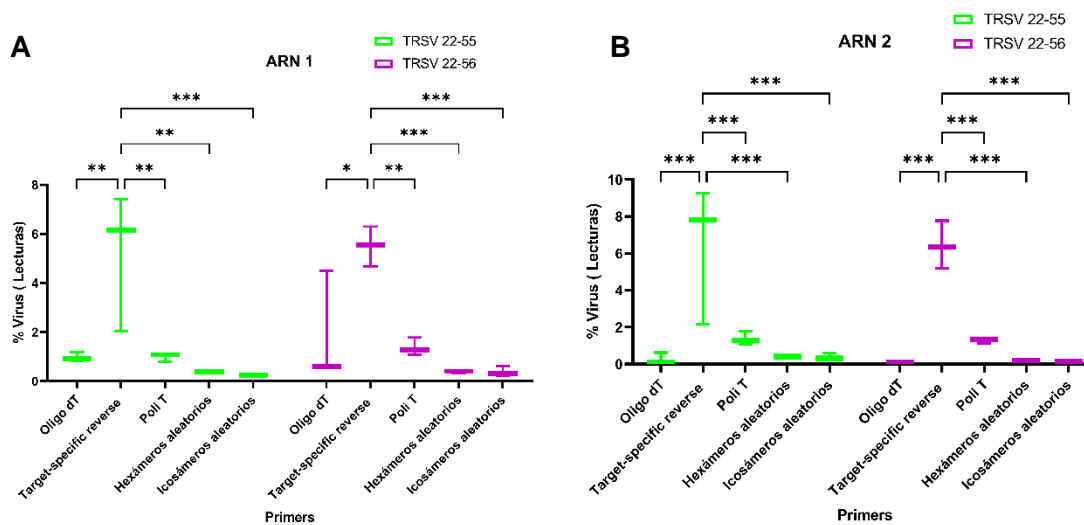 A
ARN 1
TRSV 22-55
TRSV 22-56
***
***
**
***
**
**
*
**
% Virus ( Lecturas)
8
6
4
2
0
Oligo dT
Target-specific reverse
Poli T
Hexámeros aleatorios
Icosámeros aleatorios
Oligo dT
Target-specific reverse
Poli T
Hexámeros aleatorios
Icosámeros aleatorios
Primers
B
ARN 2
TRSV 22-55
TRSV 22-56
***
***
***
***
***
***
***
***
% Virus ( Lecturas)
10
8
6
4
2
0
Oligo dT
Target-specific reverse
Poli T
Hexámeros aleatorios
Icosámeros aleatorios
Oligo dT
Target-specific reverse
Poli T
Hexámeros aleatorios
Icosámeros aleatorios
Primers